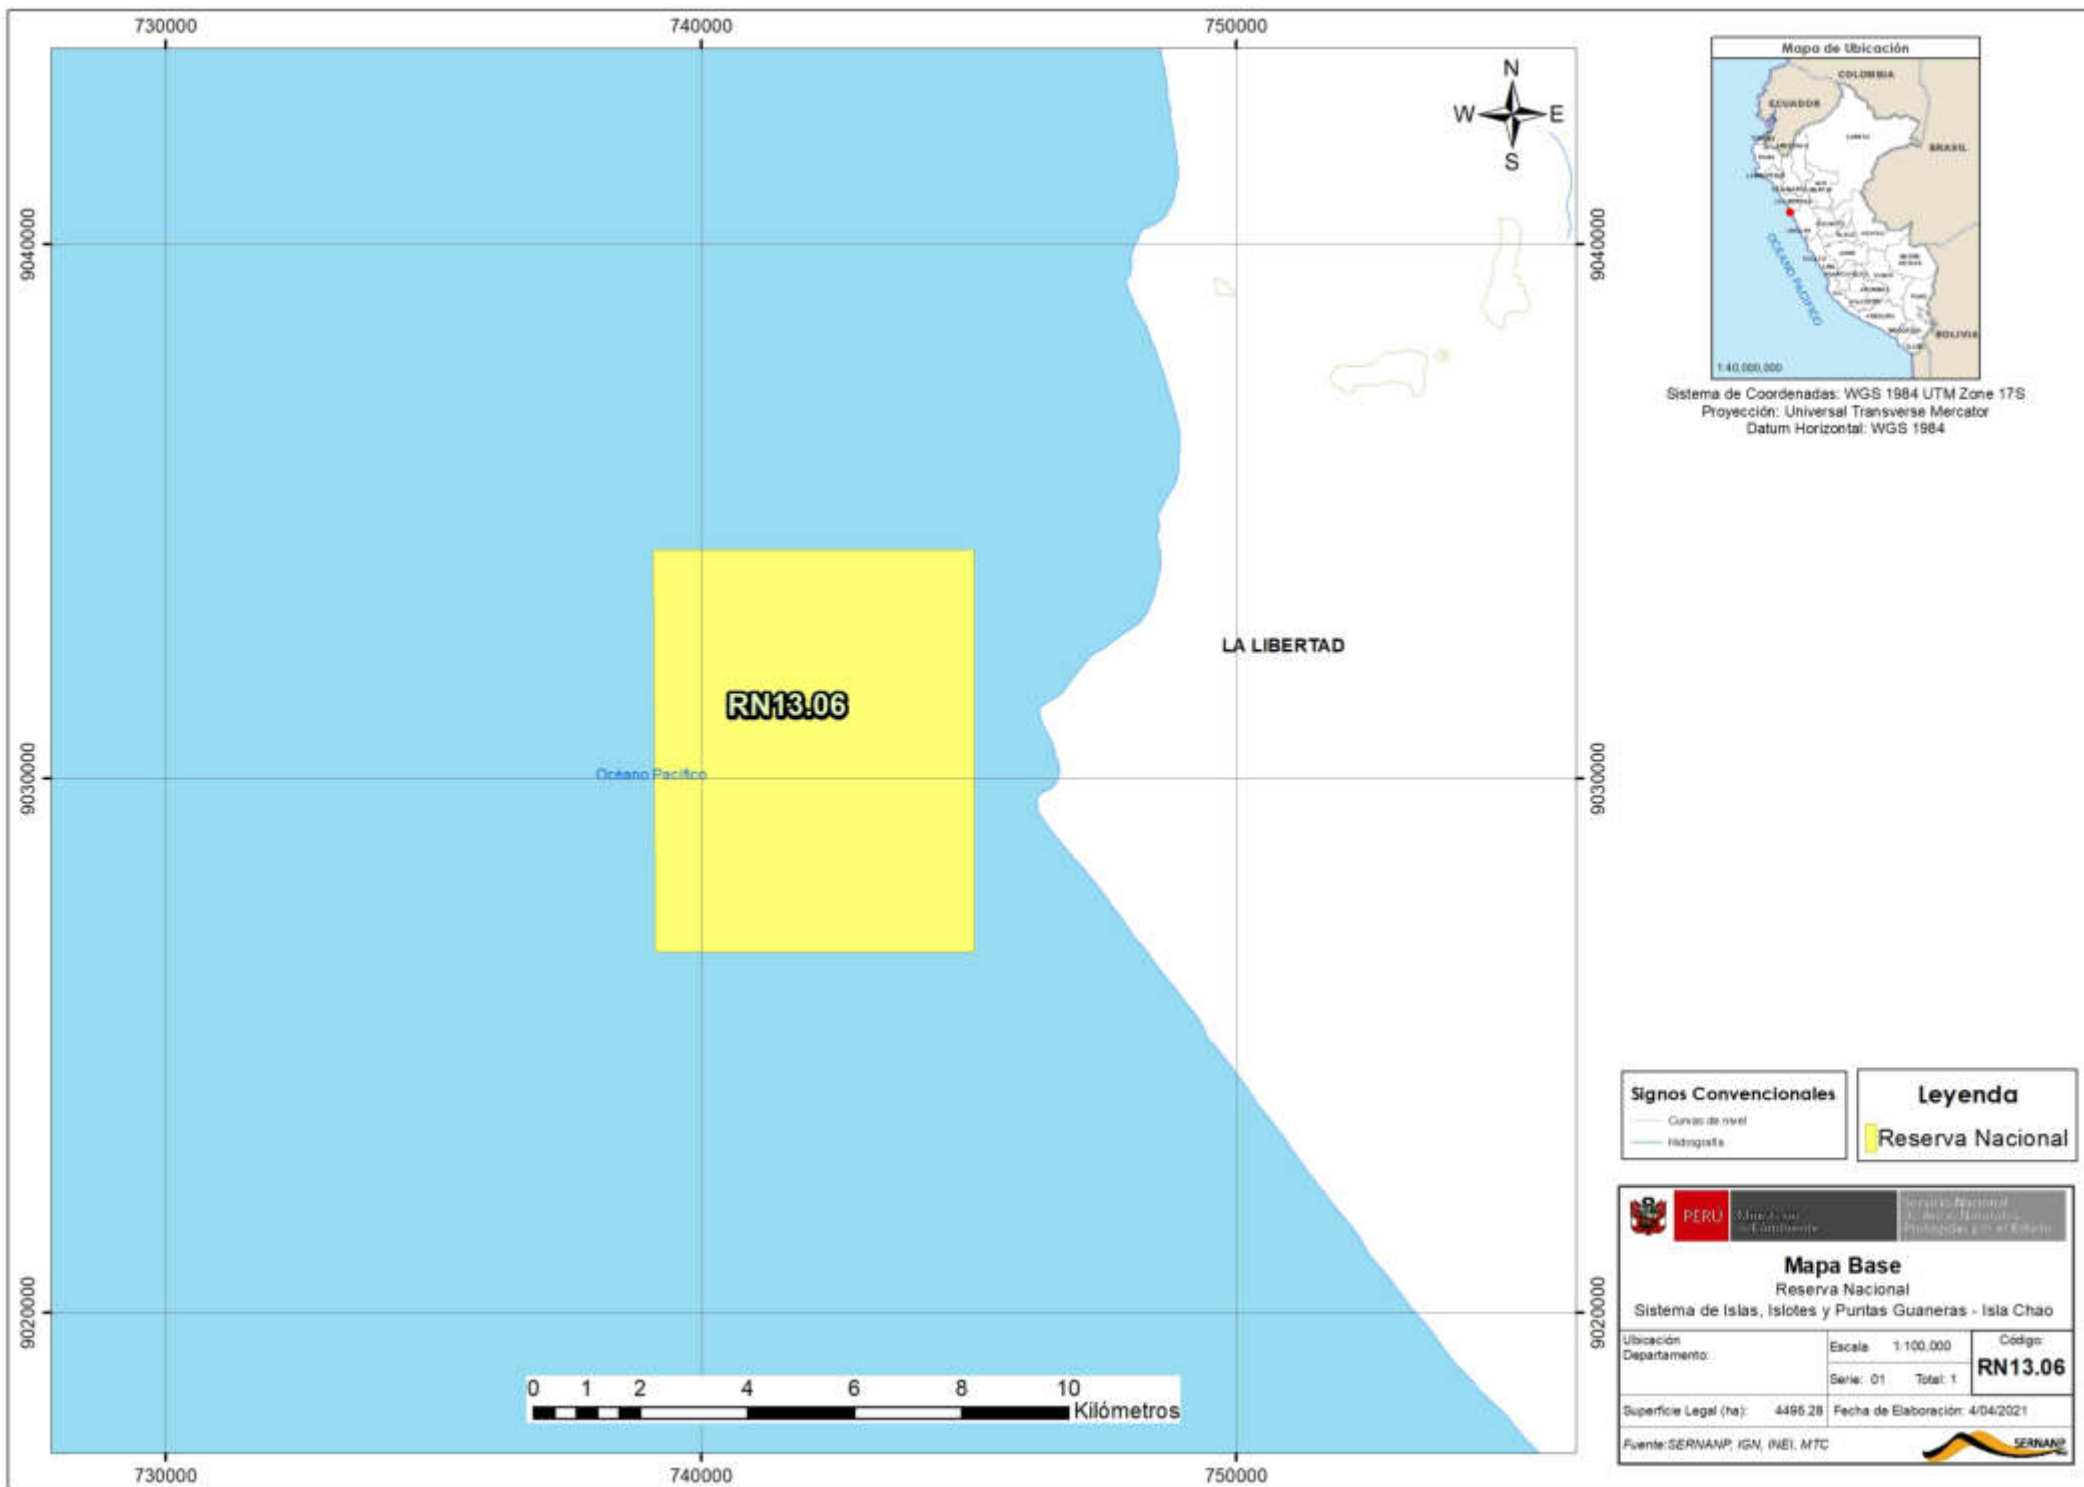 730000
740000
750000
9040000
9030000
9020000
9040000
9030000
9020000
730000
740000
750000
N
W
E
S
LA LIBERTAD
RN13.06
Océano Pacífico
0 1 2 4 6 8 10
Kilómetros
Mapa de Ubicación
COLOMBIA
ECUADOR
BRASIL
OCÉANO PACÍFICO
BOLIVIA
1:40,000,000
Sistema de Coordenadas: WGS 1984 UTM Zone 17S
Proyección: Universal Transverse Mercator
Datum Horizontal: WGS 1984
Signos Convencionales
Curvas de nivel
Hidrografía
Leyenda
Reserva Nacional
PERÚ
Mapa Base
Reserva Nacional
Sistema de Islas, Islotes y Puntas Guaneras - Isla Chao
Ubicación
Departamento:
Escala 1:100,000
Serie: 01 Total: 1
Código:
RN13.06
Superficie Legal (ha): 4495.28
Fecha de Elaboración: 4/04/2021
Fuente: SERNANP, IGN, INEI, MTC
SERNANP